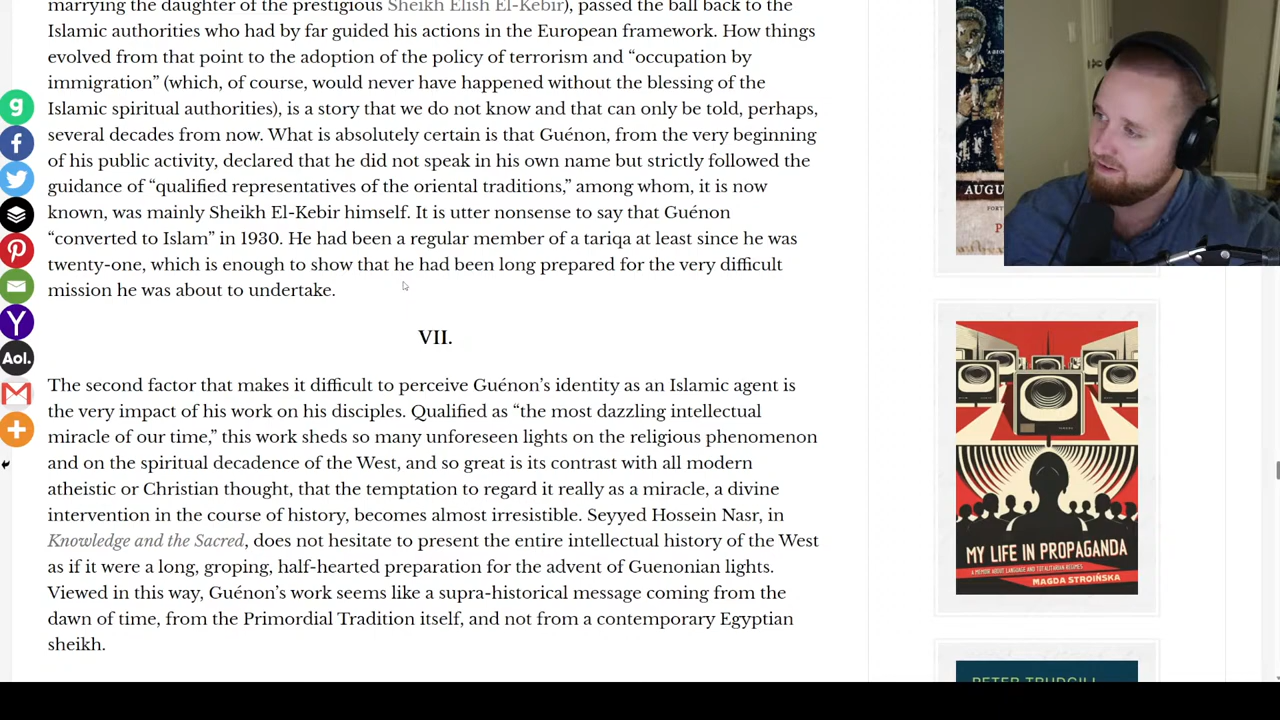 marrying the daughter of the prestigious Sheikh Elish El-Kebir), passed the ball back to the
Islamic authorities who had by far guided his actions in the European framework. How things
evolved from that point to the adoption of the policy of terrorism and “occupation by
immigration” (which, of course, would never have happened without the blessing of the
Islamic spiritual authorities), is a story that we do not know and that can only be told, perhaps,
several decades from now. What is absolutely certain is that Guénon, from the very beginning
of his public activity, declared that he did not speak in his own name but strictly followed the
guidance of “qualified representatives of the oriental traditions,” among whom, it is now
known, was mainly Sheikh El-Kebir himself. It is utter nonsense to say that Guénon
“converted to Islam” in 1930. He had been a regular member of a tariqa at least since he was
twenty-one, which is enough to show that he had been long prepared for the very difficult
mission he was about to undertake.
VII.
The second factor that makes it difficult to perceive Guénon’s identity as an Islamic agent is
the very impact of his work on his disciples. Qualified as “the most dazzling intellectual
miracle of our time,” this work sheds so many unforeseen lights on the religious phenomenon
and on the spiritual decadence of the West, and so great is its contrast with all modern
atheistic or Christian thought, that the temptation to regard it really as a miracle, a divine
intervention in the course of history, becomes almost irresistible. Seyyed Hossein Nasr, in
Knowledge and the Sacred, does not hesitate to present the entire intellectual history of the West
as if it were a long, groping, half-hearted preparation for the advent of Guenonian lights.
Viewed in this way, Guénon’s work seems like a supra-historical message coming from the
dawn of time, from the Primordial Tradition itself, and not from a contemporary Egyptian
sheikh.
g
f
Y
Aol.
M
AUGU
MY LIFE IN PROPAGANDA
A MEMOIR ABOUT LANGUAGE AND TOTALITARIAN REGIMES
MAGDA STROIŃSKA
PETER TRUDGILL